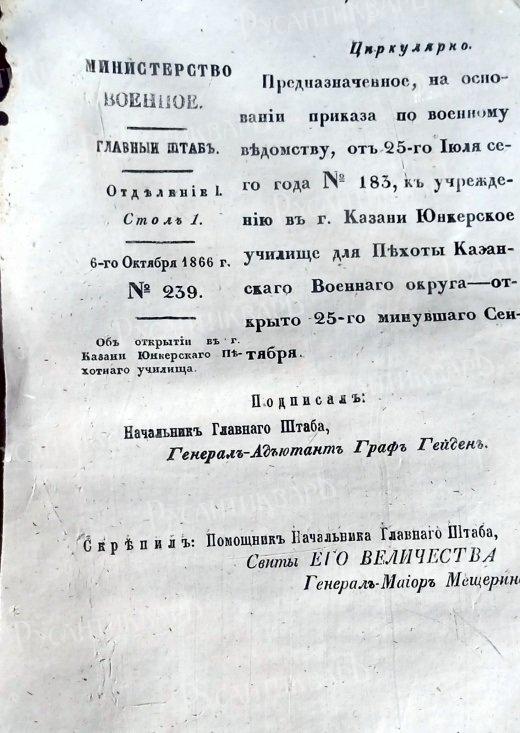 Циркулярно.
МИНИСТЕРСТВО
ВОЕННОЕ.
ГЛАВНЫЙ ШТАБЪ.
Отдѣленіе I.
Столъ 1.
6-го Октября 1866 г.
№ 239.
Объ открытіи въ г.
Казани Юнкерскаго Пѣ-
хотнаго училища.
Предназначенное, на осно-
ваніи приказа по военному
вѣдомству, отъ 25-го Іюля се-
го года № 183, къ учрежде-
нію въ г. Казани Юнкерское
училище для Пѣхоты Казан-
скаго Военнаго округа—от-
крыто 25-го минувшаго Сен-
тября.
Подписалъ:
Начальникъ Главнаго Штаба,
Генералъ-Адъютантъ Графъ Гейденъ.
Скрѣпилъ: Помощникъ Начальника Главнаго Штаба,
Свиты ЕГО ВЕЛИЧЕСТВА
Генералъ-Маіоръ Мещерин